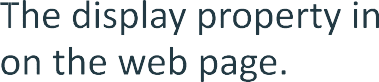 The display property in
on the web page.